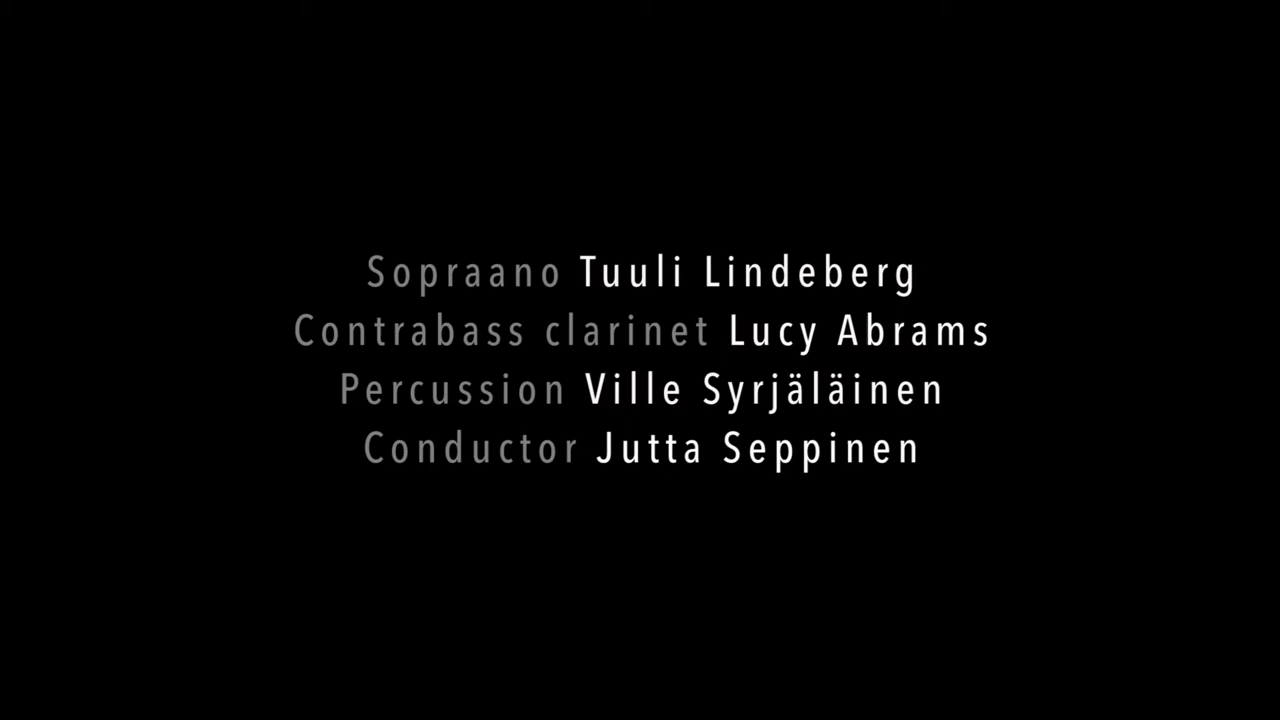 Sopraano Tuuli Lindeberg
Contrabass clarinet Lucy Abrams
Percussion Ville Syrjäläinen
Conductor Jutta Seppinen